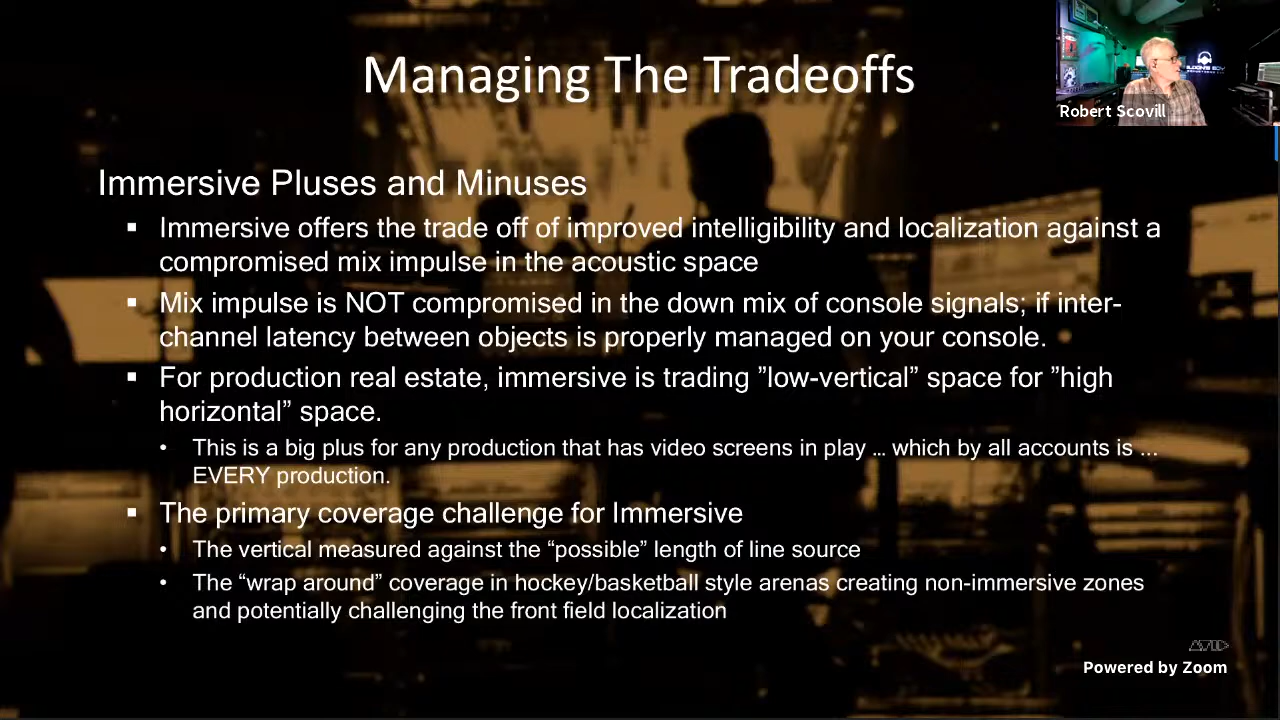 Managing The Tradeoffs
Robert Scovill
Immersive Pluses and Minuses
▪ Immersive offers the trade off of improved intelligibility and localization against a
compromised mix impulse in the acoustic space
▪ Mix impulse is NOT compromised in the down mix of console signals; if inter-
channel latency between objects is properly managed on your console.
▪ For production real estate, immersive is trading ”low-vertical” space for ”high
horizontal” space.
• This is a big plus for any production that has video screens in play … which by all accounts is …
EVERY production.
▪ The primary coverage challenge for Immersive
• The vertical measured against the “possible” length of line source
• The “wrap around” coverage in hockey/basketball style arenas creating non-immersive zones
and potentially challenging the front field localization
Powered by Zoom